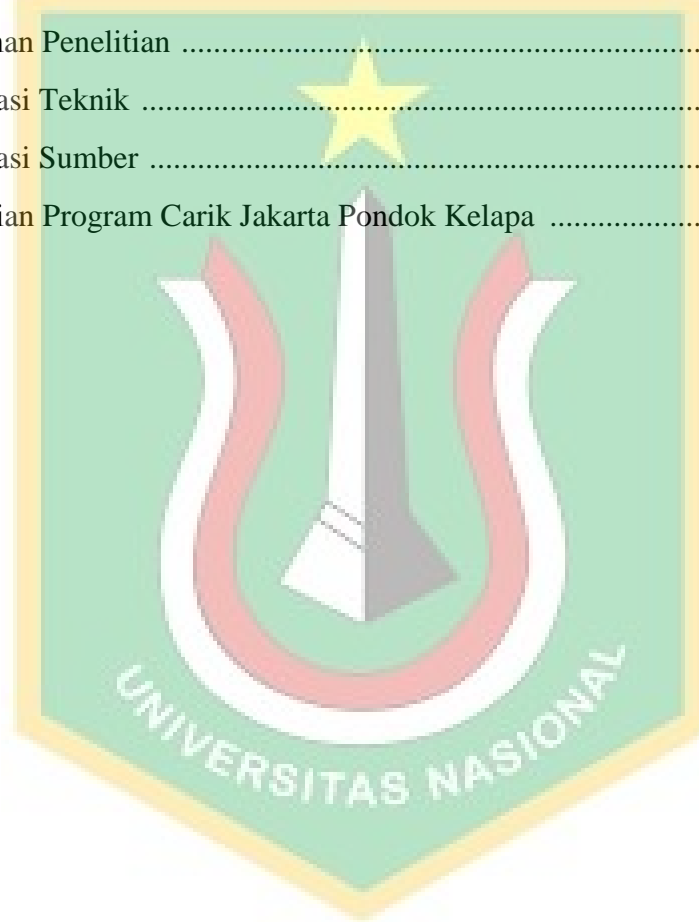 nan Penelitian ..........................................................................
asi Teknik ................................................................................
asi Sumber ...............................................................................
ian Program Carik Jakarta Pondok Kelapa ......................
UNIVERSITAS NASIONAL